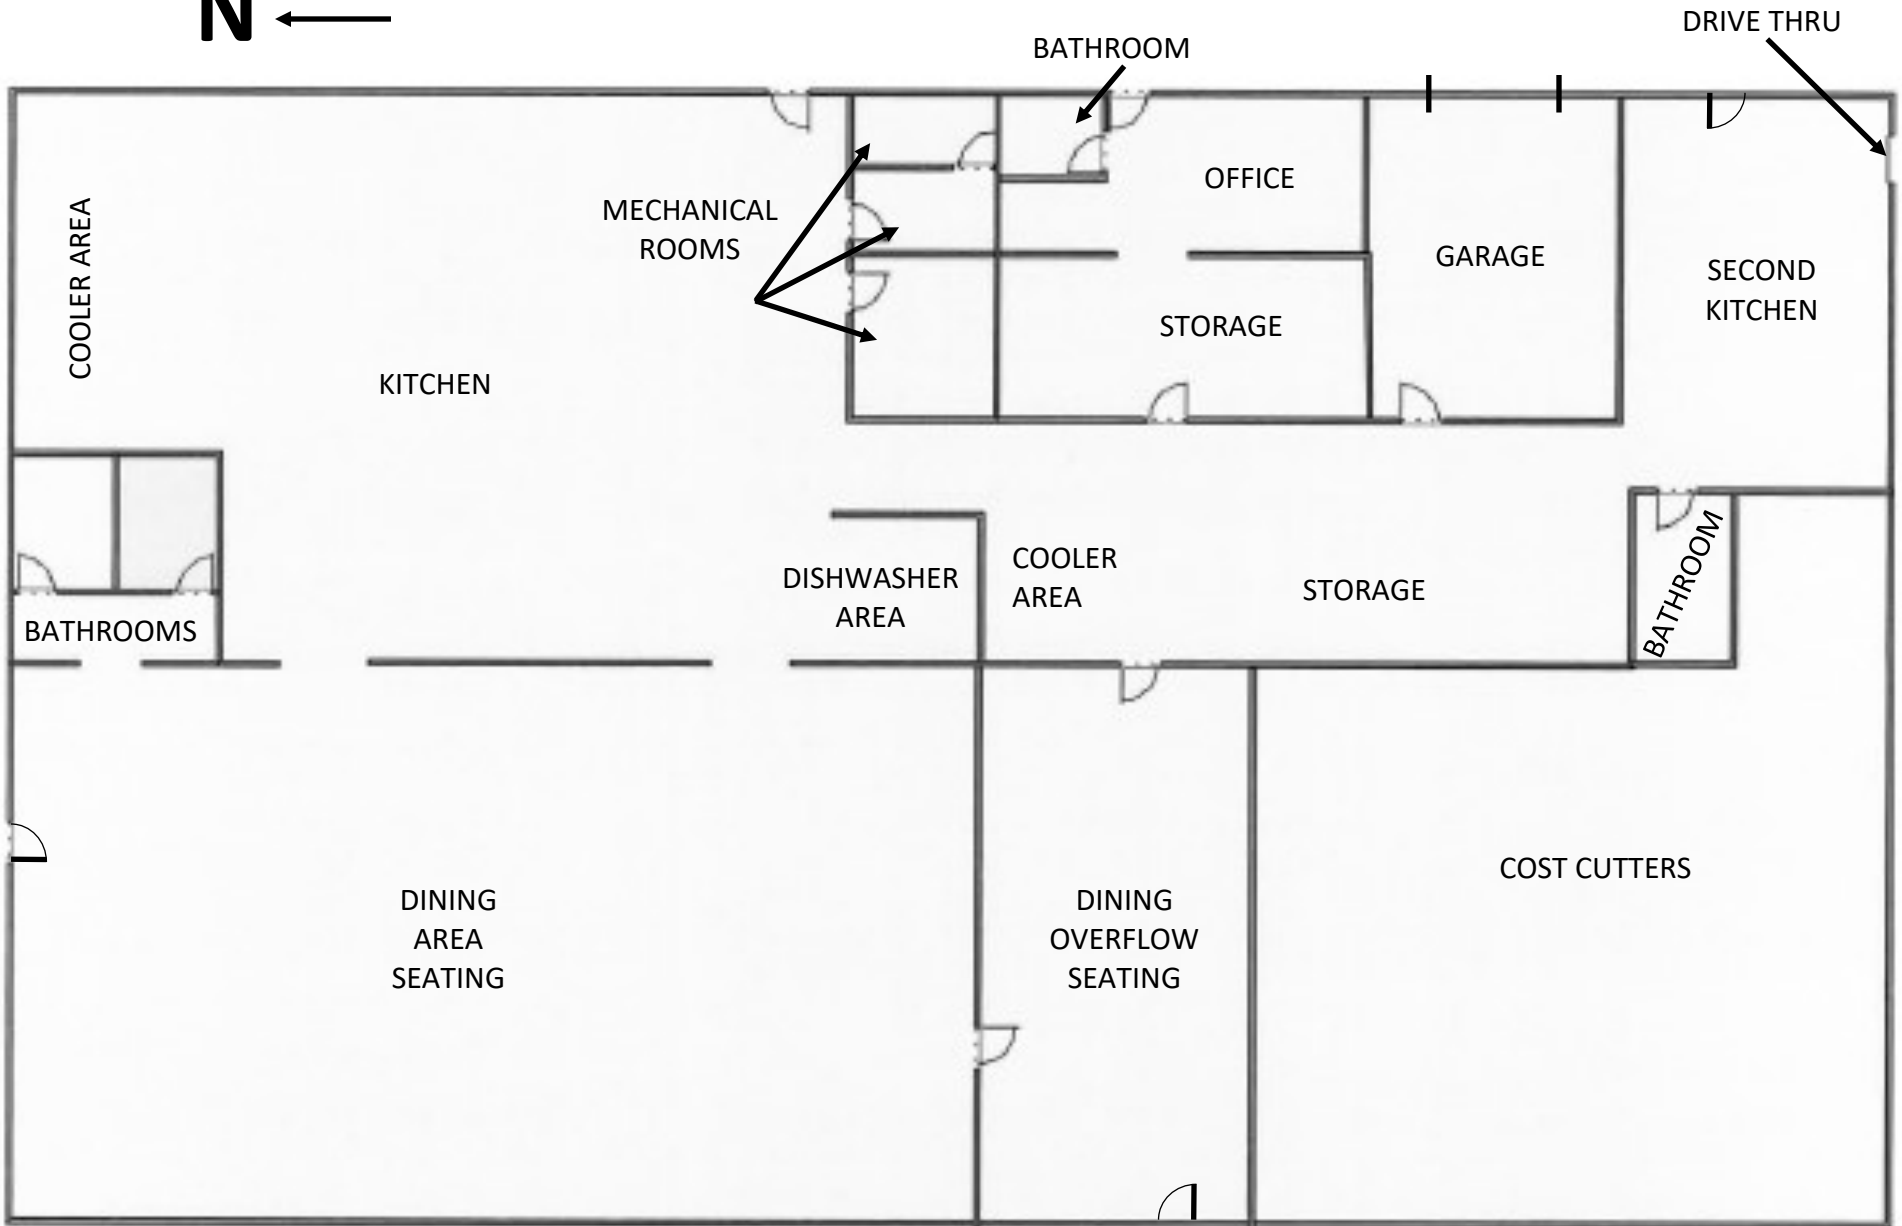 N
DRIVE THRU
BATHROOM
COOLER AREA
MECHANICAL
ROOMS
OFFICE
GARAGE
SECOND
KITCHEN
STORAGE
KITCHEN
DISHWASHER
AREA
COOLER
AREA
STORAGE
BATHROOM
BATHROOMS
DINING
AREA
SEATING
DINING
OVERFLOW
SEATING
COST CUTTERS